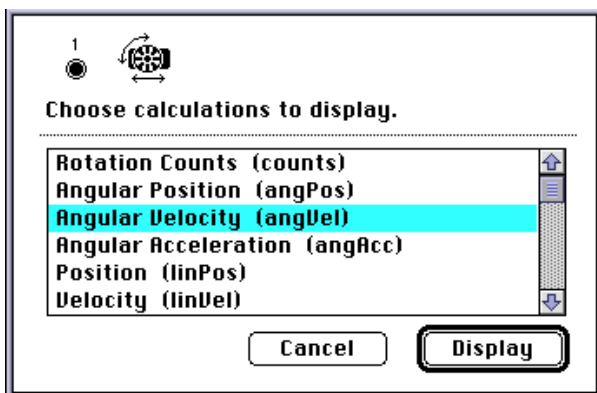 1
Choose calculations to display.
Rotation Counts (counts)
Angular Position (angPos)
Angular Velocity (angVel)
Angular Acceleration (angAcc)
Position (linPos)
Velocity (linVel)
Cancel Display